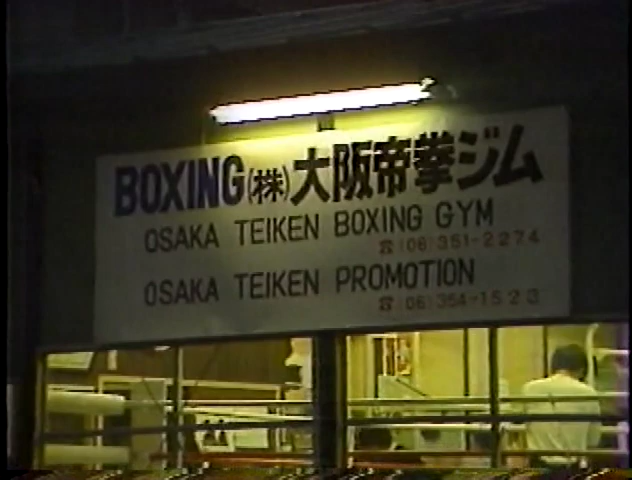 BOXING(株)大阪帝拳ジム
OSAKA TEIKEN BOXING GYM
☎(06)351-2274
OSAKA TEIKEN PROMOTION
☎(06)354-1523